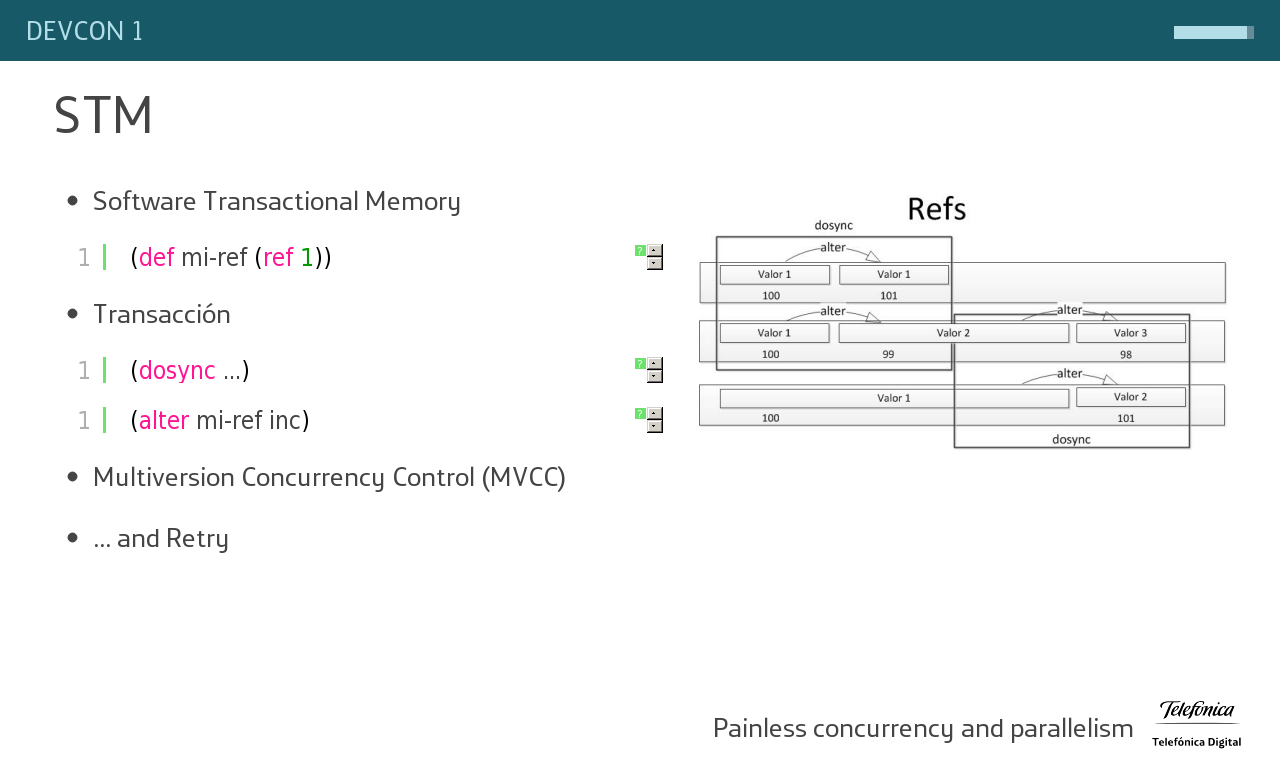 DEVCON 1
STM
Software Transactional Memory
1 (def mi-ref (ref 1))
?
Transacción
1 (dosync ...)
?
1 (alter mi-ref inc)
?
Multiversion Concurrency Control (MVCC)
... and Retry
Refs
dosync
alter
Valor 1 Valor 1
100 101
alter alter
Valor 1 Valor 2 Valor 3
100 99 98
alter
Valor 1 Valor 2
100 101
dosync
Painless concurrency and parallelism
Telefónica
Telefónica Digital